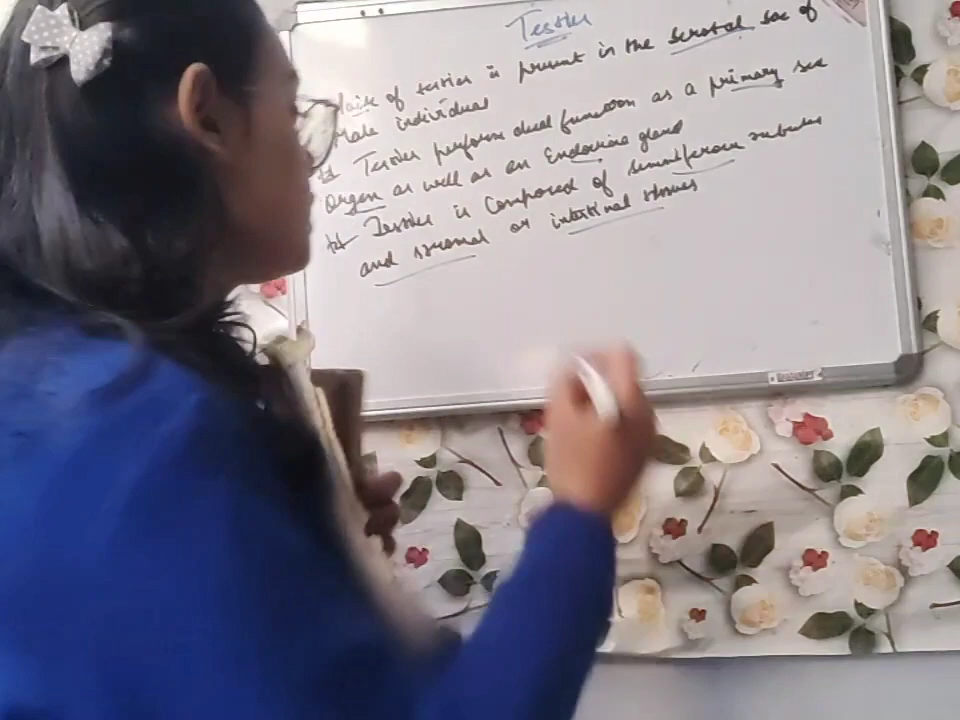 Testes
Pair of testes is present in the scrotal sac of
Male individual
Testes perform dual function as a primary sex
organ as well as an Endocrine gland
Testes is composed of seminiferous tubules
and stromal or intestinal tissues